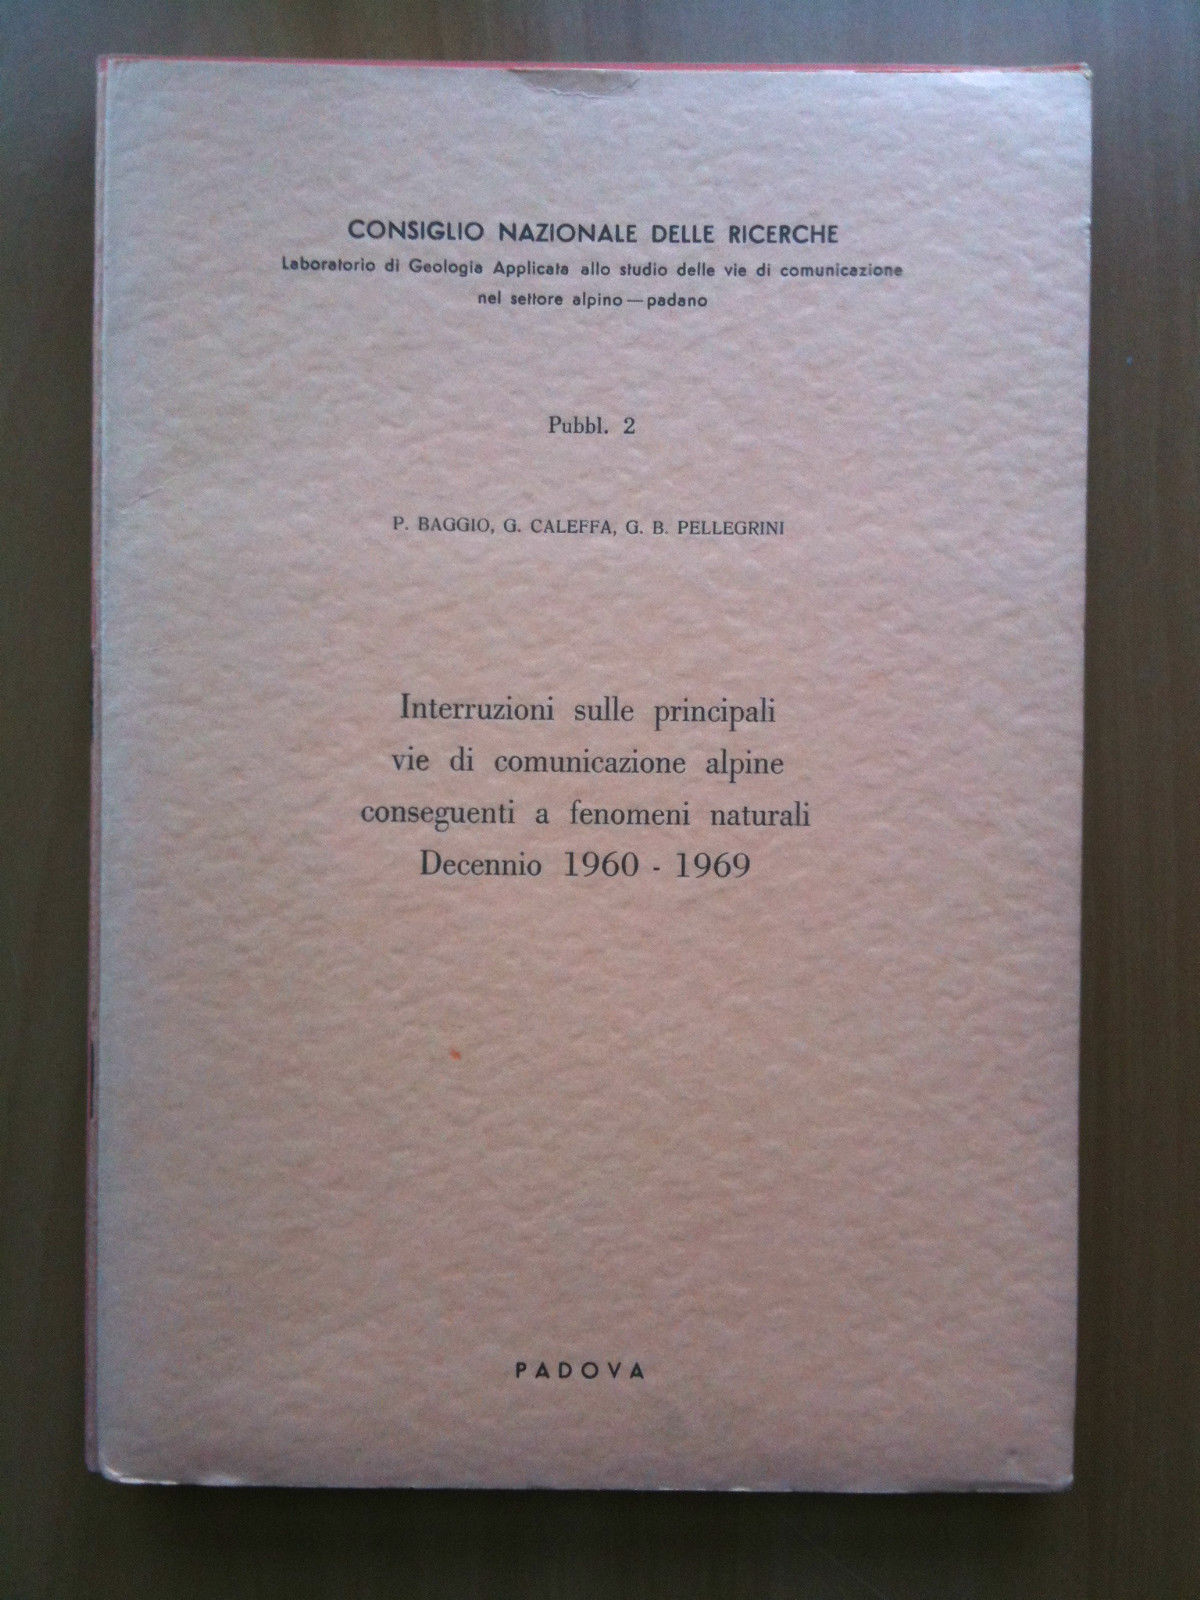 CONSIGLIO NAZIONALE DELLE RICERCHE
Laboratorio di Geologia Applicata allo studio delle vie di comunicazione
nel settore alpino — padano
Pubbl. 2
P. BAGGIO, G. CALEFFA, G. B. PELLEGRINI
Interruzioni sulle principali
vie di comunicazione alpine
conseguenti a fenomeni naturali
Decennio 1960 - 1969
PADOVA